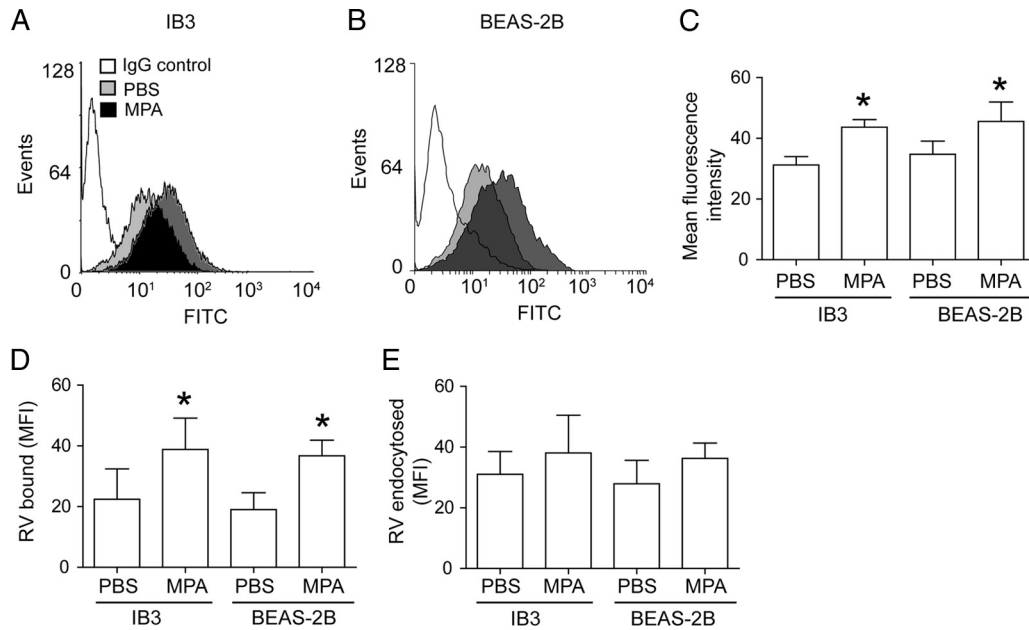 A
IB3
IgG control
PBS
MPA
128
64
0
Events
0
10¹
10²
10³
10⁴
FITC
B
BEAS-2B
128
64
0
Events
0
10¹
10²
10³
10⁴
FITC
C
Mean fluorescence
intensity
60
40
20
0
*
*
PBS MPA PBS MPA
IB3 BEAS-2B
D
RV bound (MFI)
60
40
20
0
*
*
PBS MPA PBS MPA
IB3 BEAS-2B
E
RV endocytosed
(MFI)
60
40
20
0
PBS MPA PBS MPA
IB3 BEAS-2B